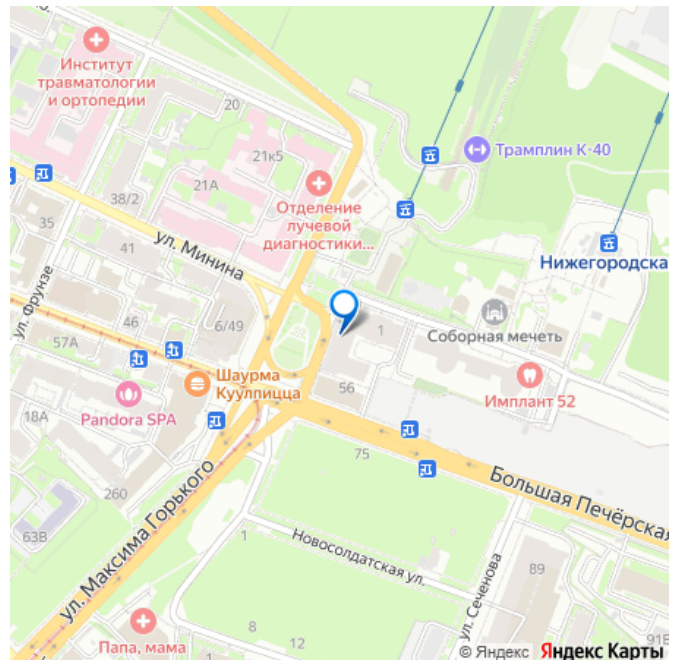 Институт
травматологии
и ортопедии
20
21к5
21А
Трамплин К-40
Отделение
лучевой
диагностики...
38/2
35
41
ул. Минина
ул. Фрунзе
Нижегородска
46
6/49
57А
1
Соборная мечеть
Шаурма
Куулпицца
56
Имплант 52
18А
Pandora SPA
75
260
Большая Печёрская
63В
ул. Максима Горького
1
Новосолдатская ул.
ул. Сеченова
89
8
12
91В
Папа, мама
© Яндекс Яндекс Карты